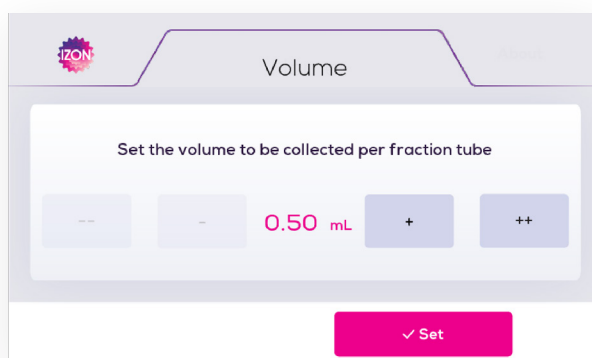 IZON
Volume
Set the volume to be collected per fraction tube
-- - 0.50 mL + ++
✓ Set